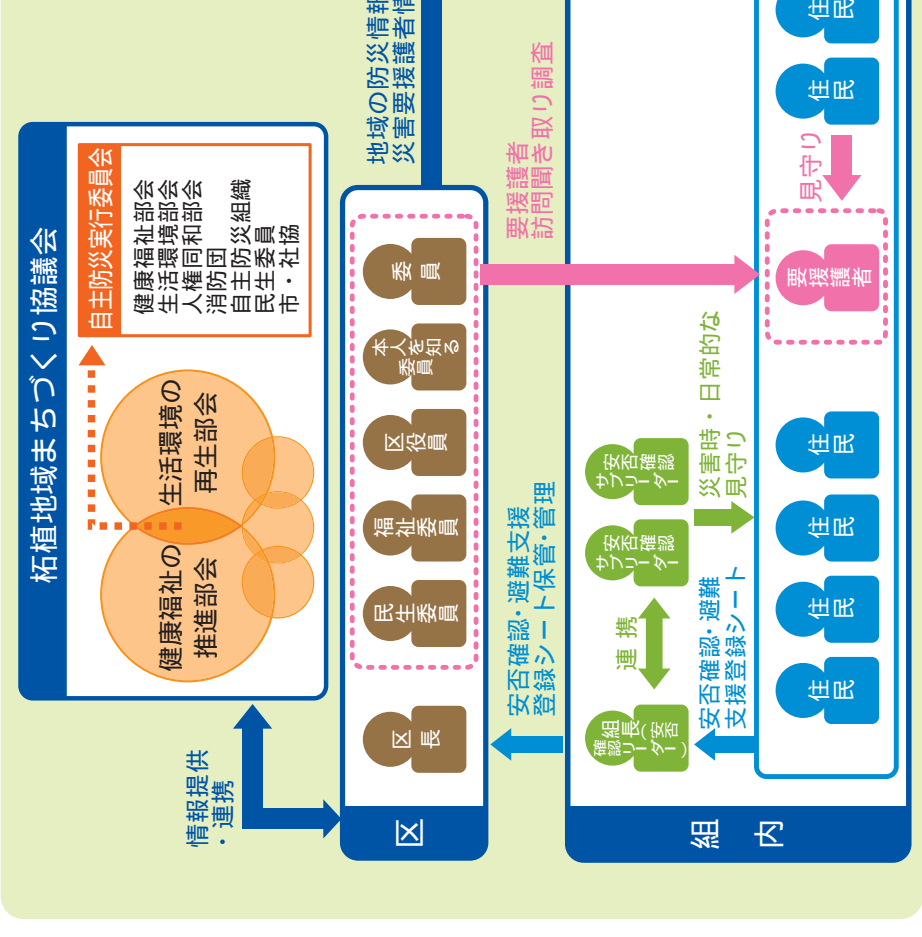 柘植地域まちづくり協議会
健康福祉の
推進部会
生活環境の
再生部会
自主防災実行委員会
健康福祉部会
生活環境部会
人権同和部会
消防団
自主防災組織
民生委員
市・社協
情報提供
・連携
地域の防災情報
災害要援護者情
区
区長
民生委員
福祉委員
区役員
本人を知る
委員
委員
安否確認・避難支援
登録シート保管・管理
要援護者
訪問聞き取り調査
組内
組長(安否
確認リーダー)
連携
安否確認
サブリーダー
安否確認
サブリーダー
安否確認・避難
支援登録シート
災害時・日常的な
見守り
住民
住民
住民
住民
要援護者
見守り
住民
住民